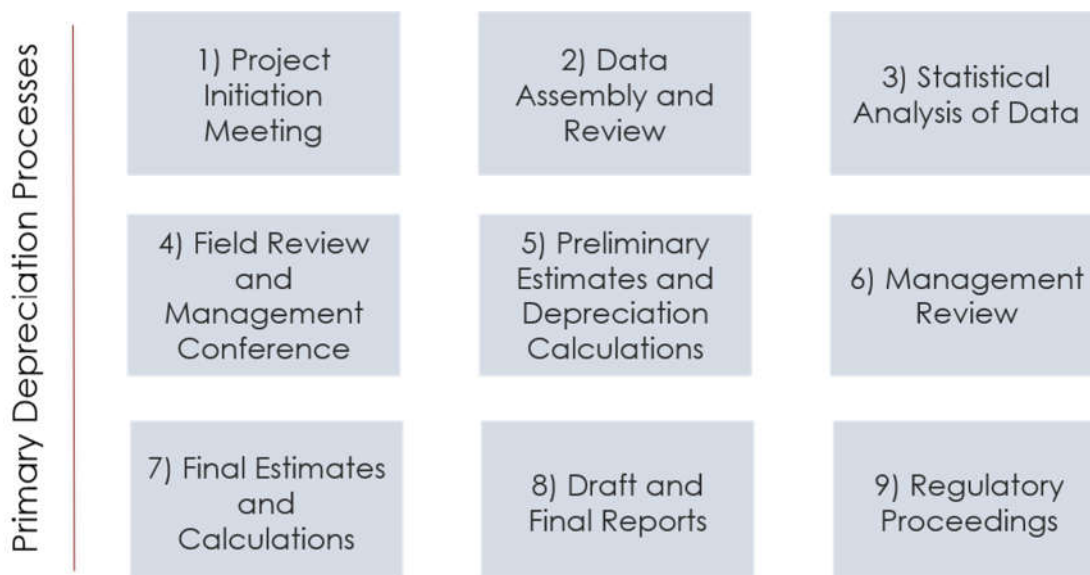 Primary Depreciation Processes
1) Project
Initiation
Meeting
2) Data
Assembly and
Review
3) Statistical
Analysis of Data
4) Field Review
and
Management
Conference
5) Preliminary
Estimates and
Depreciation
Calculations
6) Management
Review
7) Final Estimates
and
Calculations
8) Draft and
Final Reports
9) Regulatory
Proceedings